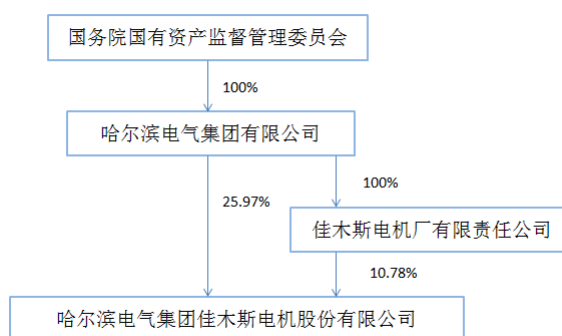 国务院国有资产监督管理委员会
100%
哈尔滨电气集团有限公司
25.97%
100%
佳木斯电机厂有限责任公司
10.78%
哈尔滨电气集团佳木斯电机股份有限公司